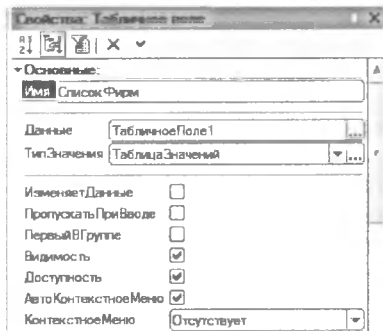 Свойства: Табличное поле
Основные:
Имя СписокФирм
Данные ТабличноеПоле1 ...
ТипЗначения ТаблицаЗначений ...
ИзменяетДанные
ПропускатьПриВводе
ПервыйВГруппе
Видимость
Доступность
АвтоКонтекстноеМеню
КонтекстноеМеню Отсутствует